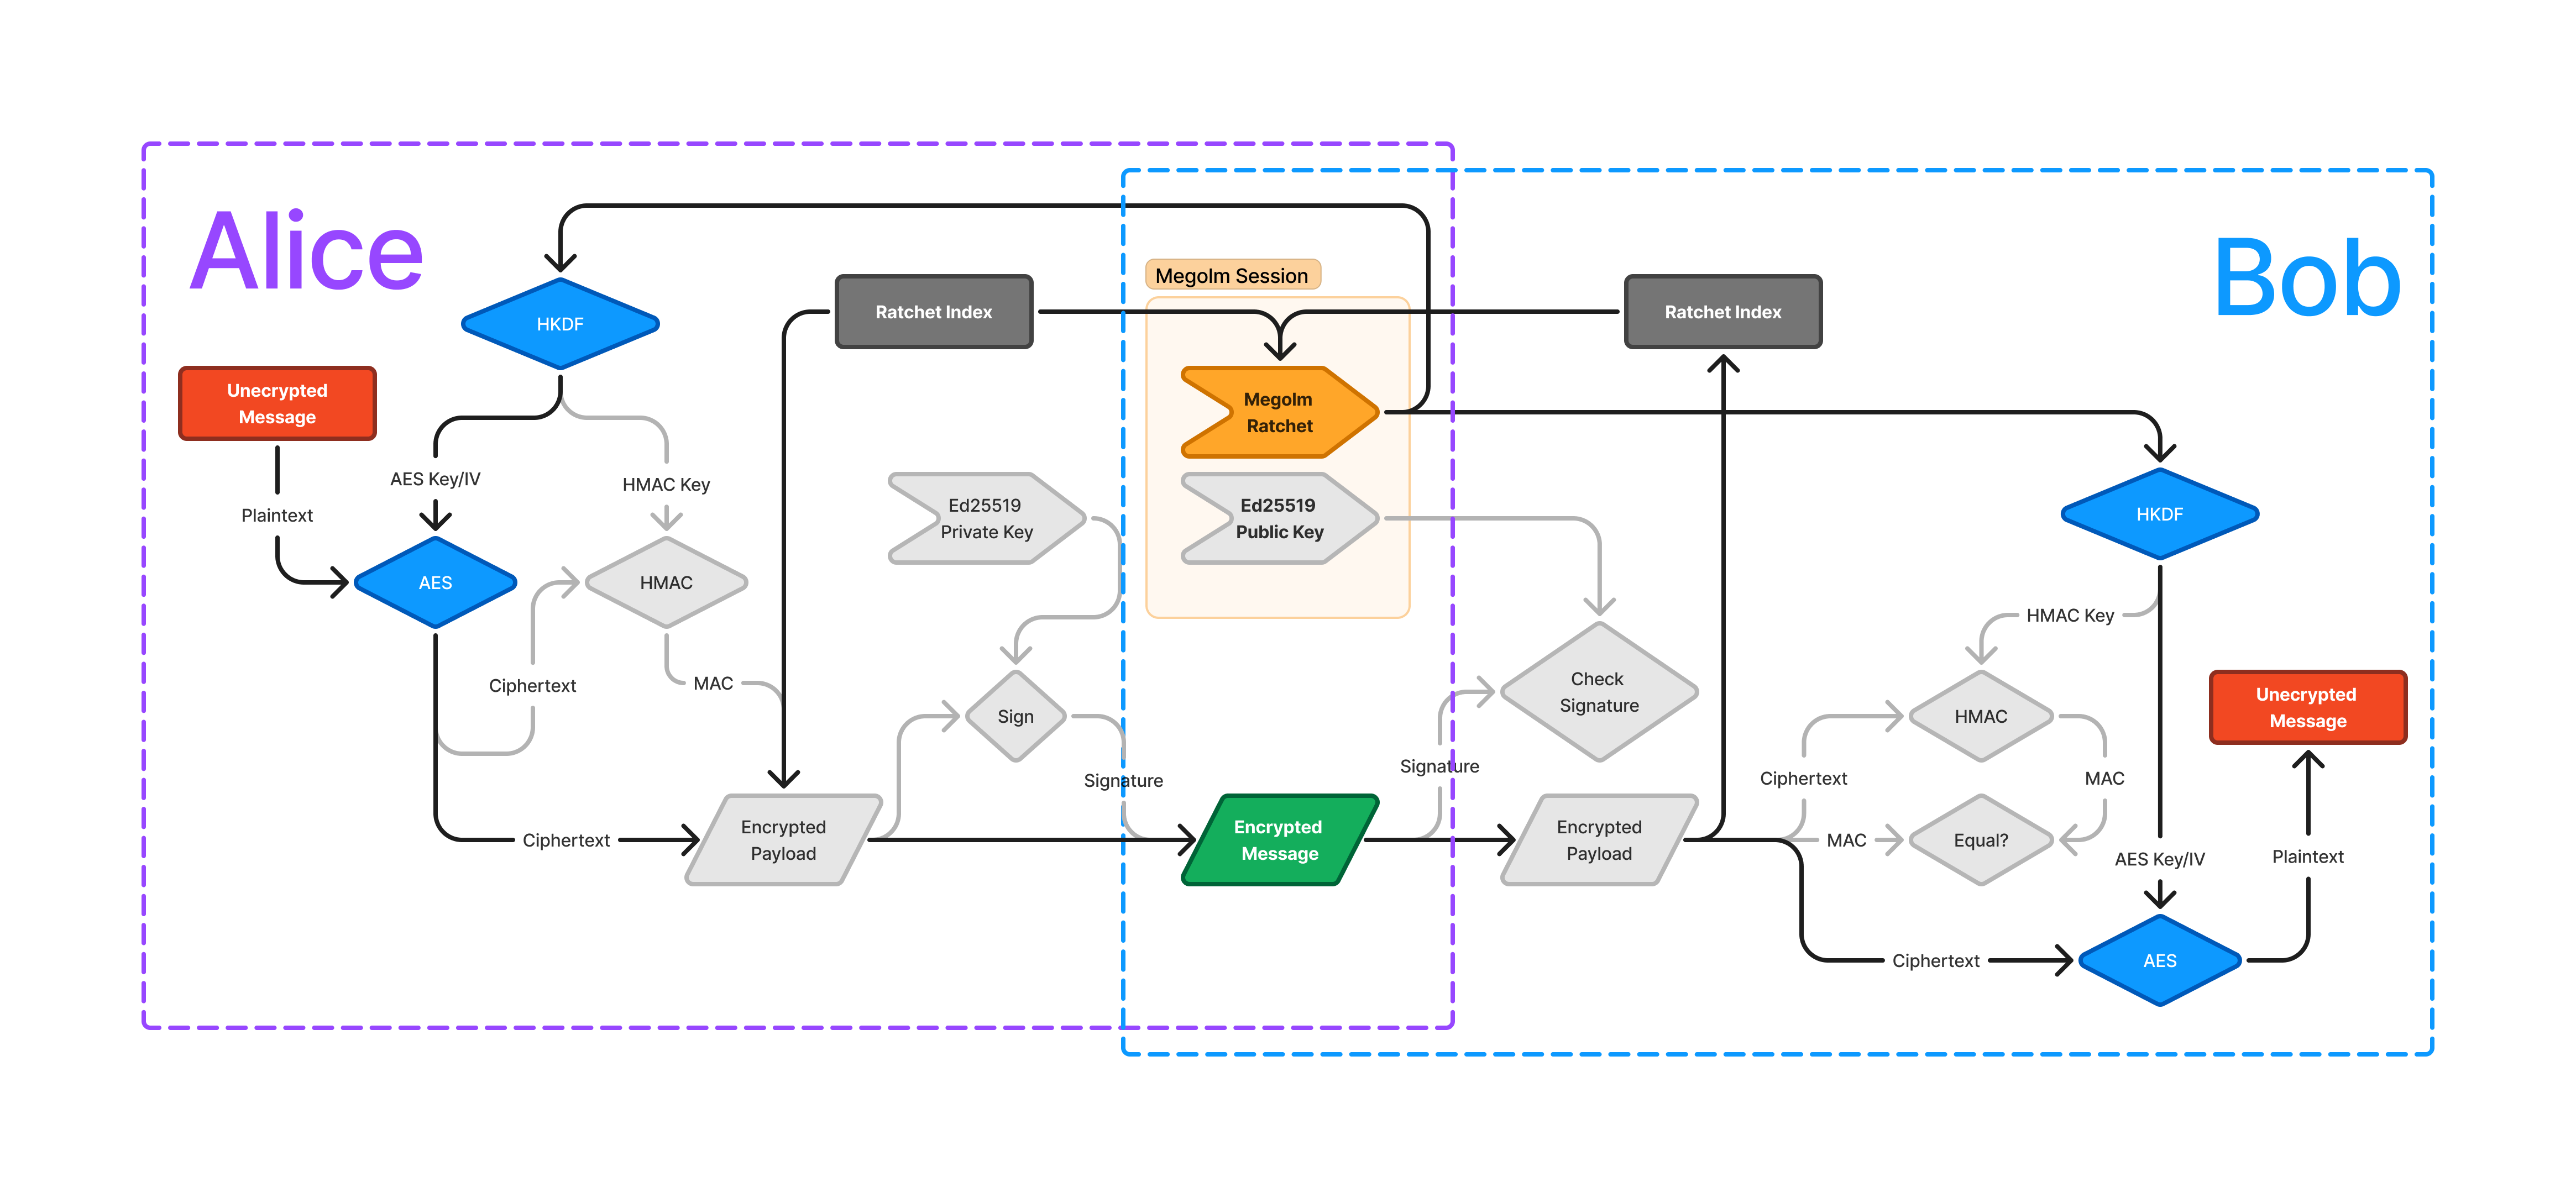 Alice
Bob
Megolm Session
HKDF
Ratchet Index
Ratchet Index
Unecrypted
Message
Megolm
Ratchet
AES Key/IV
HMAC Key
Plaintext
Ed25519
Private Key
Ed25519
Public Key
HKDF
AES
HMAC
HMAC Key
Ciphertext
MAC
Sign
Check
Signature
HMAC
Unecrypted
Message
Signature
Signature
Ciphertext
MAC
Ciphertext
Encrypted
Payload
Encrypted
Message
Encrypted
Payload
MAC
Equal?
AES Key/IV
Plaintext
Ciphertext
AES